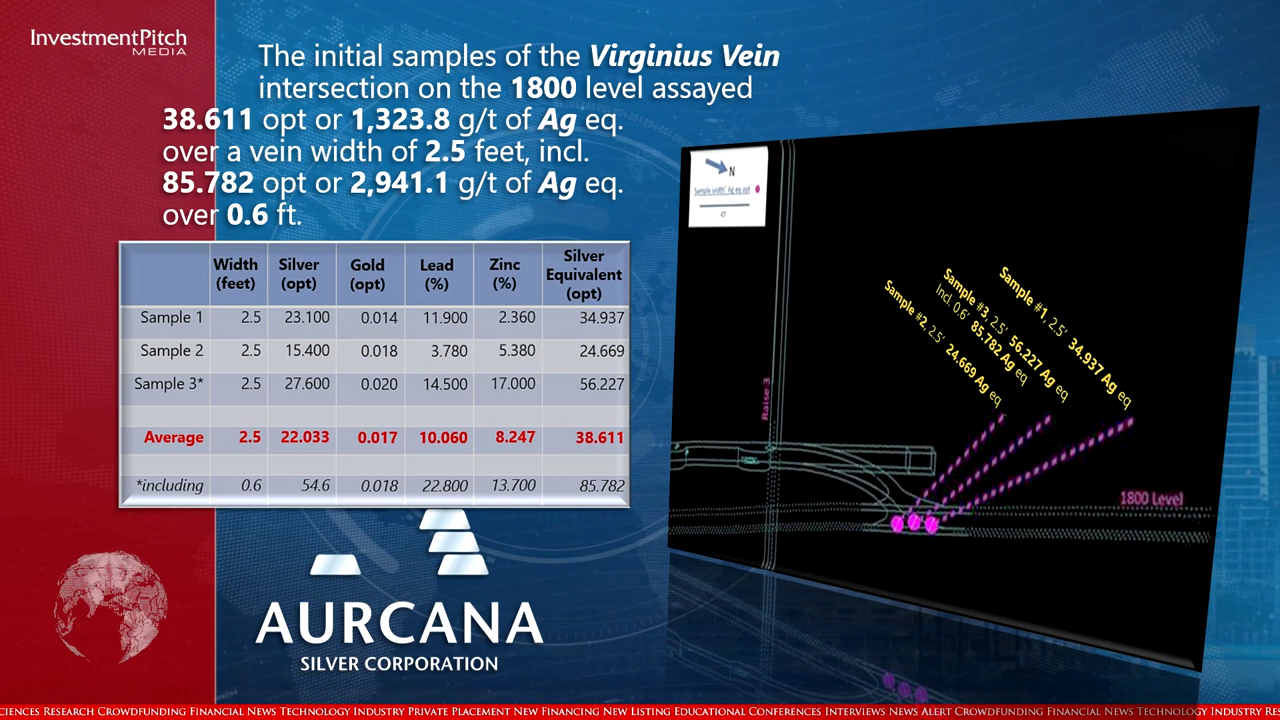 InvestmentPitch
MEDIA
The initial samples of the Virginius Vein
intersection on the 1800 level assayed
38.611 opt or 1,323.8 g/t of Ag eq.
over a vein width of 2.5 feet, incl.
85.782 opt or 2,941.1 g/t of Ag eq.
over 0.6 ft.
Width (feet) Silver (opt) Gold (opt) Lead (%) Zinc (%) Silver Equivalent (opt)
Sample 1 2.5 23.100 0.014 11.900 2.360 34.937
Sample 2 2.5 15.400 0.018 3.780 5.380 24.669
Sample 3* 2.5 27.600 0.020 14.500 17.000 56.227
Average 2.5 22.033 0.017 10.060 8.247 38.611
*including 0.6 54.6 0.018 22.800 13.700 85.782
N
Sample width' Ag eq opt
Sample #1, 2.5' 34.937 Ag eq
Sample #3, 2.5' 56.227 Ag eq
Incl. 0.6' 85.782 Ag eq
Sample #2, 2.5' 24.669 Ag eq
Raise 3
1800 Level
AURCANA
SILVER CORPORATION
CIENCES RESEARCH CROWDFUNDING FINANCIAL NEWS TECHNOLOGY INDUSTRY PRIVATE PLACEMENT NEW FINANCING NEW LISTING EDUCATIONAL CONFERENCES INTERVIEWS NEWS ALERT CROWDFUNDING FINANCIAL NEWS TECHNOLOGY INDUSTRY RES